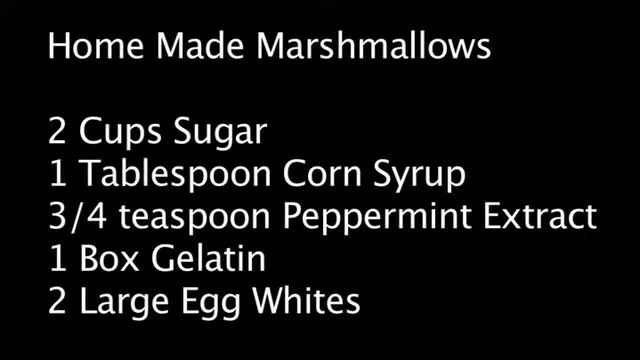 Home Made Marshmallows
2 Cups Sugar
1 Tablespoon Corn Syrup
3/4 teaspoon Peppermint Extract
1 Box Gelatin
2 Large Egg Whites